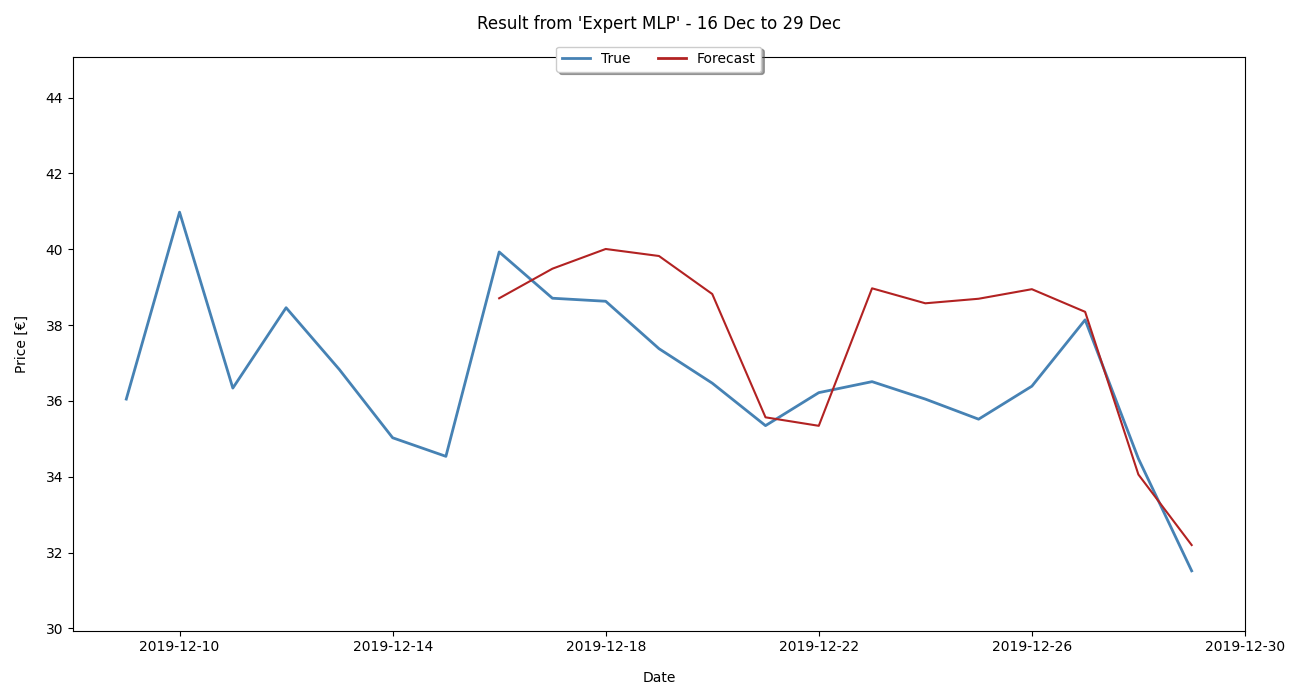 Result from 'Expert MLP' - 16 Dec to 29 Dec
True Forecast
44
42
40
38
36
34
32
30
Price [€]
2019-12-10 2019-12-14 2019-12-18 2019-12-22 2019-12-26 2019-12-30
Date